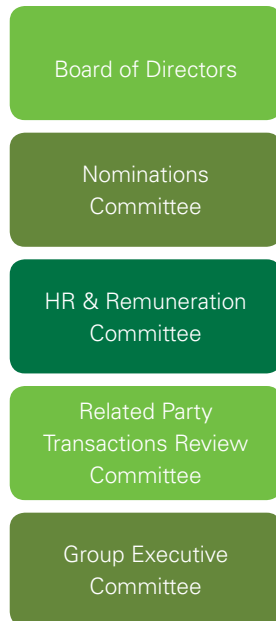 Board of Directors
Nominations
Committee
HR & Remuneration
Committee
Related Party
Transactions Review
Committee
Group Executive
Committee